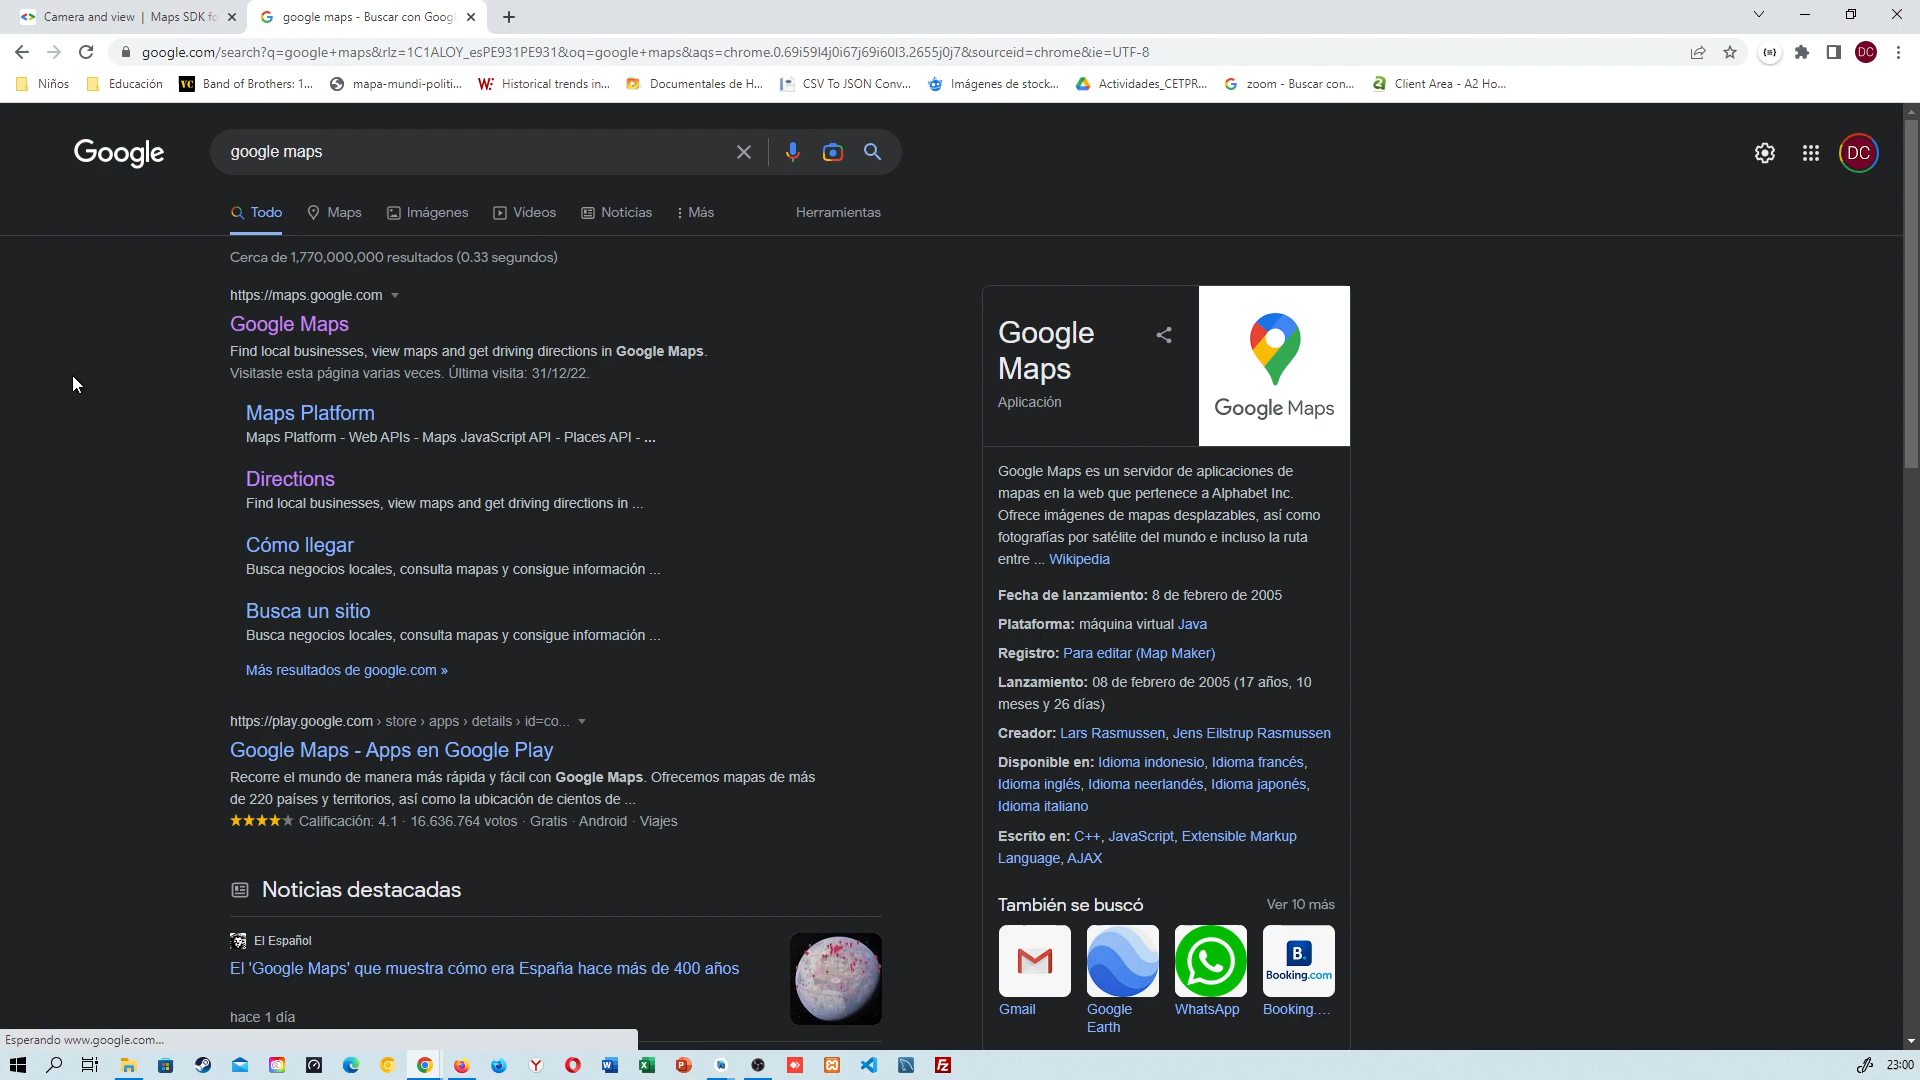 Camera and view | Maps SDK fo
google maps - Buscar con Googl
google.com/search?q=google+maps&rlz=1C1ALOY_esPE931PE931&oq=google+maps&aqs=chrome.0.69i59l4j0i67j69i60l3.2655j0j7&sourceid=chrome&ie=UTF-8
DC
Niños
Educación
Band of Brothers: 1...
mapa-mundi-politi...
Historical trends in...
Documentales de H...
CSV To JSON Conv...
Imágenes de stock...
Actividades_CETPR...
zoom - Buscar con...
Client Area - A2 Ho...
Google
google maps
DC
Todo
Maps
Imágenes
Vídeos
Noticias
Más
Herramientas
Cerca de 1,770,000,000 resultados (0.33 segundos)
https://maps.google.com
Google Maps
Find local businesses, view maps and get driving directions in Google Maps.
Visitaste esta página varias veces. Última visita: 31/12/22.
Maps Platform
Maps Platform - Web APIs - Maps JavaScript API - Places API - ...
Directions
Find local businesses, view maps and get driving directions in ...
Cómo llegar
Busca negocios locales, consulta mapas y consigue información ...
Busca un sitio
Busca negocios locales, consulta mapas y consigue información ...
Más resultados de google.com »
https://play.google.com › store › apps › details › id=co...
Google Maps - Apps en Google Play
Recorre el mundo de manera más rápida y fácil con Google Maps. Ofrecemos mapas de más
de 220 países y territorios, así como la ubicación de cientos de ...
Calificación: 4.1 · 16.636.764 votos · Gratis · Android · Viajes
Noticias destacadas
El Español
El 'Google Maps' que muestra cómo era España hace más de 400 años
hace 1 día
Google
Maps
Aplicación
Google Maps
Google Maps es un servidor de aplicaciones de
mapas en la web que pertenece a Alphabet Inc.
Ofrece imágenes de mapas desplazables, así como
fotografías por satélite del mundo e incluso la ruta
entre ... Wikipedia
Fecha de lanzamiento: 8 de febrero de 2005
Plataforma: máquina virtual Java
Registro: Para editar (Map Maker)
Lanzamiento: 08 de febrero de 2005 (17 años, 10
meses y 26 días)
Creador: Lars Rasmussen, Jens Eilstrup Rasmussen
Disponible en: Idioma indonesio, Idioma francés,
Idioma inglés, Idioma neerlandés, Idioma japonés,
Idioma italiano
Escrito en: C++, JavaScript, Extensible Markup
Language, AJAX
También se buscó
Ver 10 más
B.
Booking.com
Gmail
Google
Earth
WhatsApp
Booking....
Esperando www.google.com...
23:00